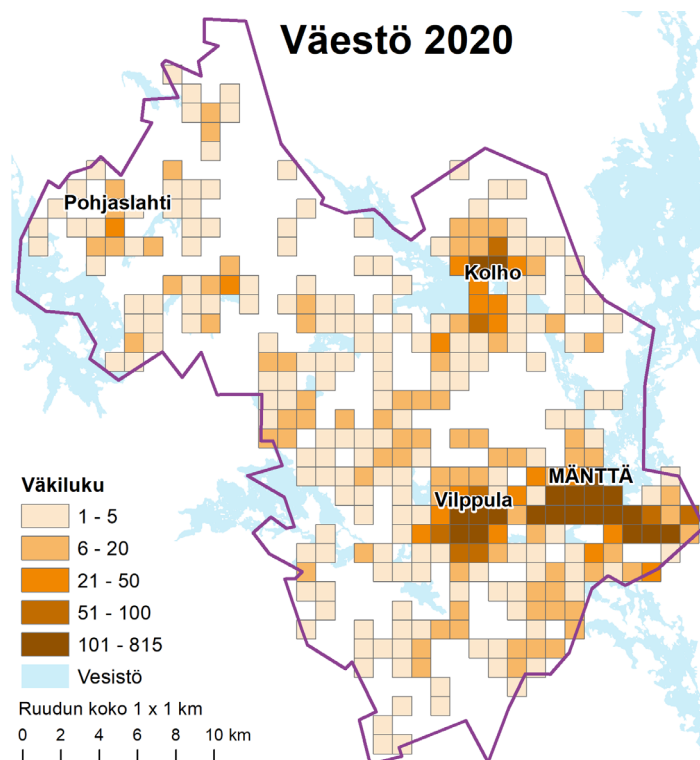 Väestö 2020
Pohjaslahti
Kolho
MÄNTTÄ
Vilppula
Väkiluku
1 - 5
6 - 20
21 - 50
51 - 100
101 - 815
Vesistö
Ruudun koko 1 x 1 km
0 2 4 6 8 10 km